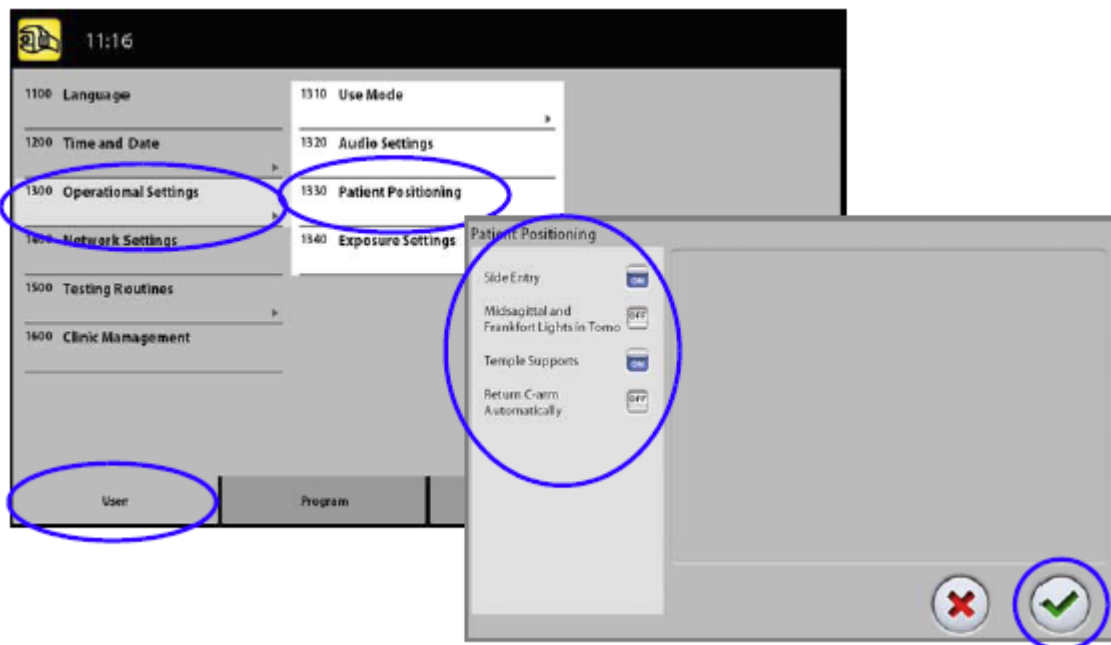 11:16
1100 Language
1200 Time and Date
1300 Operational Settings
1400 Network Settings
1500 Testing Routines
1600 Clinic Management
1310 Use Mode
1320 Audio Settings
1330 Patient Positioning
1340 Exposure Settings
User
Program
Patient Positioning
Side Entry
ON
Midsagittal and
Frankfort Lights in Tomo
OFF
Temple Supports
ON
Return C-arm
Automatically
OFF